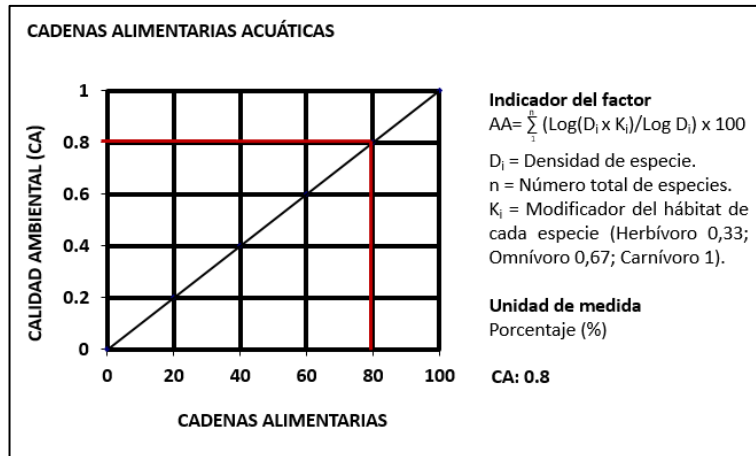 CADENAS ALIMENTARIAS ACUÁTICAS
CALIDAD AMBIENTAL (CA)
1
0.8
0.6
0.4
0.2
0
0 20 40 60 80 100
CADENAS ALIMENTARIAS
Indicador del factor
AA= n∑1 (Log(Di x Ki)/Log Di) x 100
Di = Densidad de especie.
n = Número total de especies.
Ki = Modificador del hábitat de
cada especie (Herbívoro 0,33;
Omnívoro 0,67; Carnívoro 1).
Unidad de medida
Porcentaje (%)
CA: 0.8